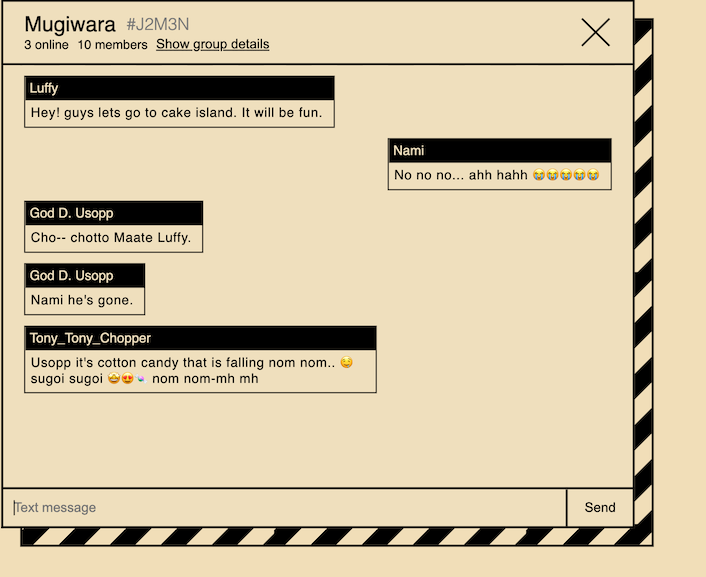 Mugiwara #J2M3N
3 online 10 members Show group details
Luffy
Hey! guys lets go to cake island. It will be fun.
Nami
No no no... ahh hahh 😭😭😭😭😭
God D. Usopp
Cho-- chotto Maate Luffy.
God D. Usopp
Nami he's gone.
Tony_Tony_Chopper
Usopp it's cotton candy that is falling nom nom.. 😋
sugoi sugoi 🤩😍🍧 nom nom-mh mh
Text message
Send